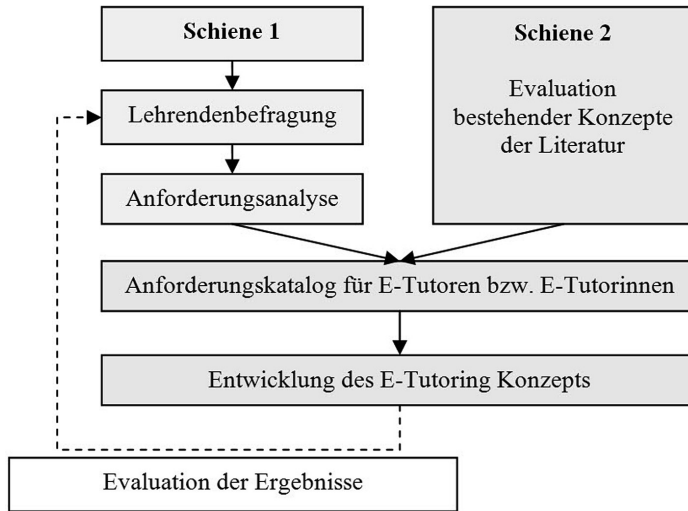 Schiene 1
Lehrendenbefragung
Anforderungsanalyse
Schiene 2
Evaluation
bestehender Konzepte
der Literatur
Anforderungskatalog für E-Tutoren bzw. E-Tutorinnen
Entwicklung des E-Tutoring Konzepts
Evaluation der Ergebnisse